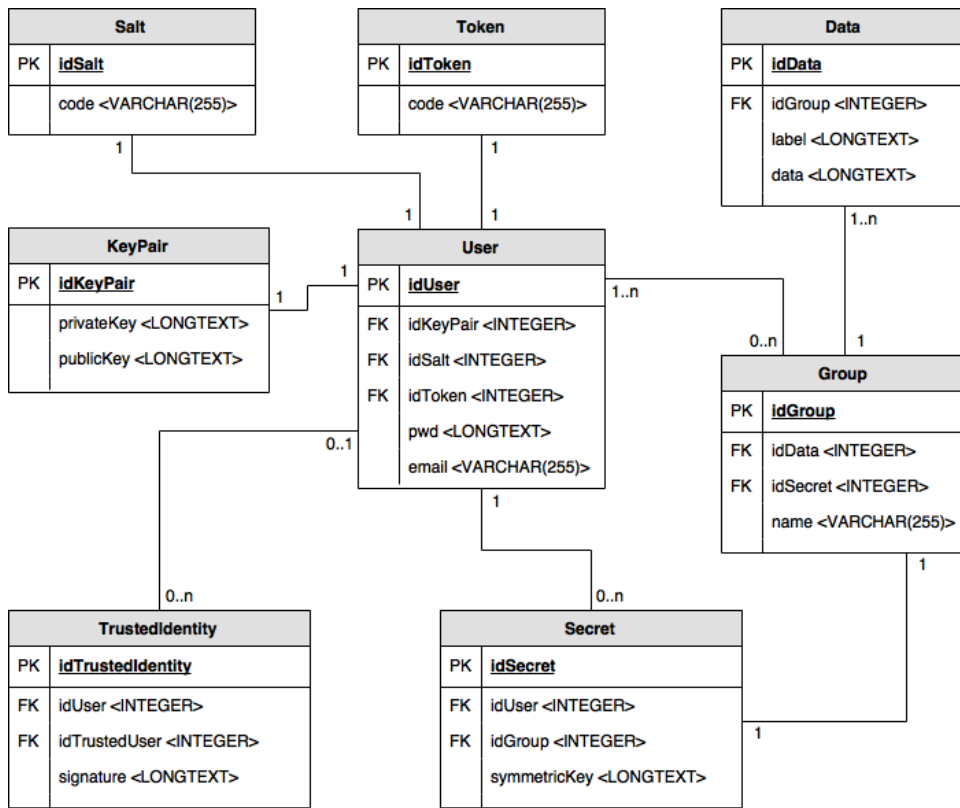 Salt
PK idSalt
code <VARCHAR(255)>
Token
PK idToken
code <VARCHAR(255)>
Data
PK idData
FK idGroup <INTEGER>
label <LONGTEXT>
data <LONGTEXT>
1
1
1..n
1
1
KeyPair
PK idKeyPair
privateKey <LONGTEXT>
publicKey <LONGTEXT>
1
1
User
PK idUser
FK idKeyPair <INTEGER>
FK idSalt <INTEGER>
FK idToken <INTEGER>
pwd <LONGTEXT>
email <VARCHAR(255)>
1..n
0..n
1
Group
PK idGroup
FK idData <INTEGER>
FK idSecret <INTEGER>
name <VARCHAR(255)>
0..1
1
1
0..n
0..n
TrustedIdentity
PK idTrustedIdentity
FK idUser <INTEGER>
FK idTrustedUser <INTEGER>
signature <LONGTEXT>
Secret
PK idSecret
FK idUser <INTEGER>
FK idGroup <INTEGER>
symmetricKey <LONGTEXT>
1